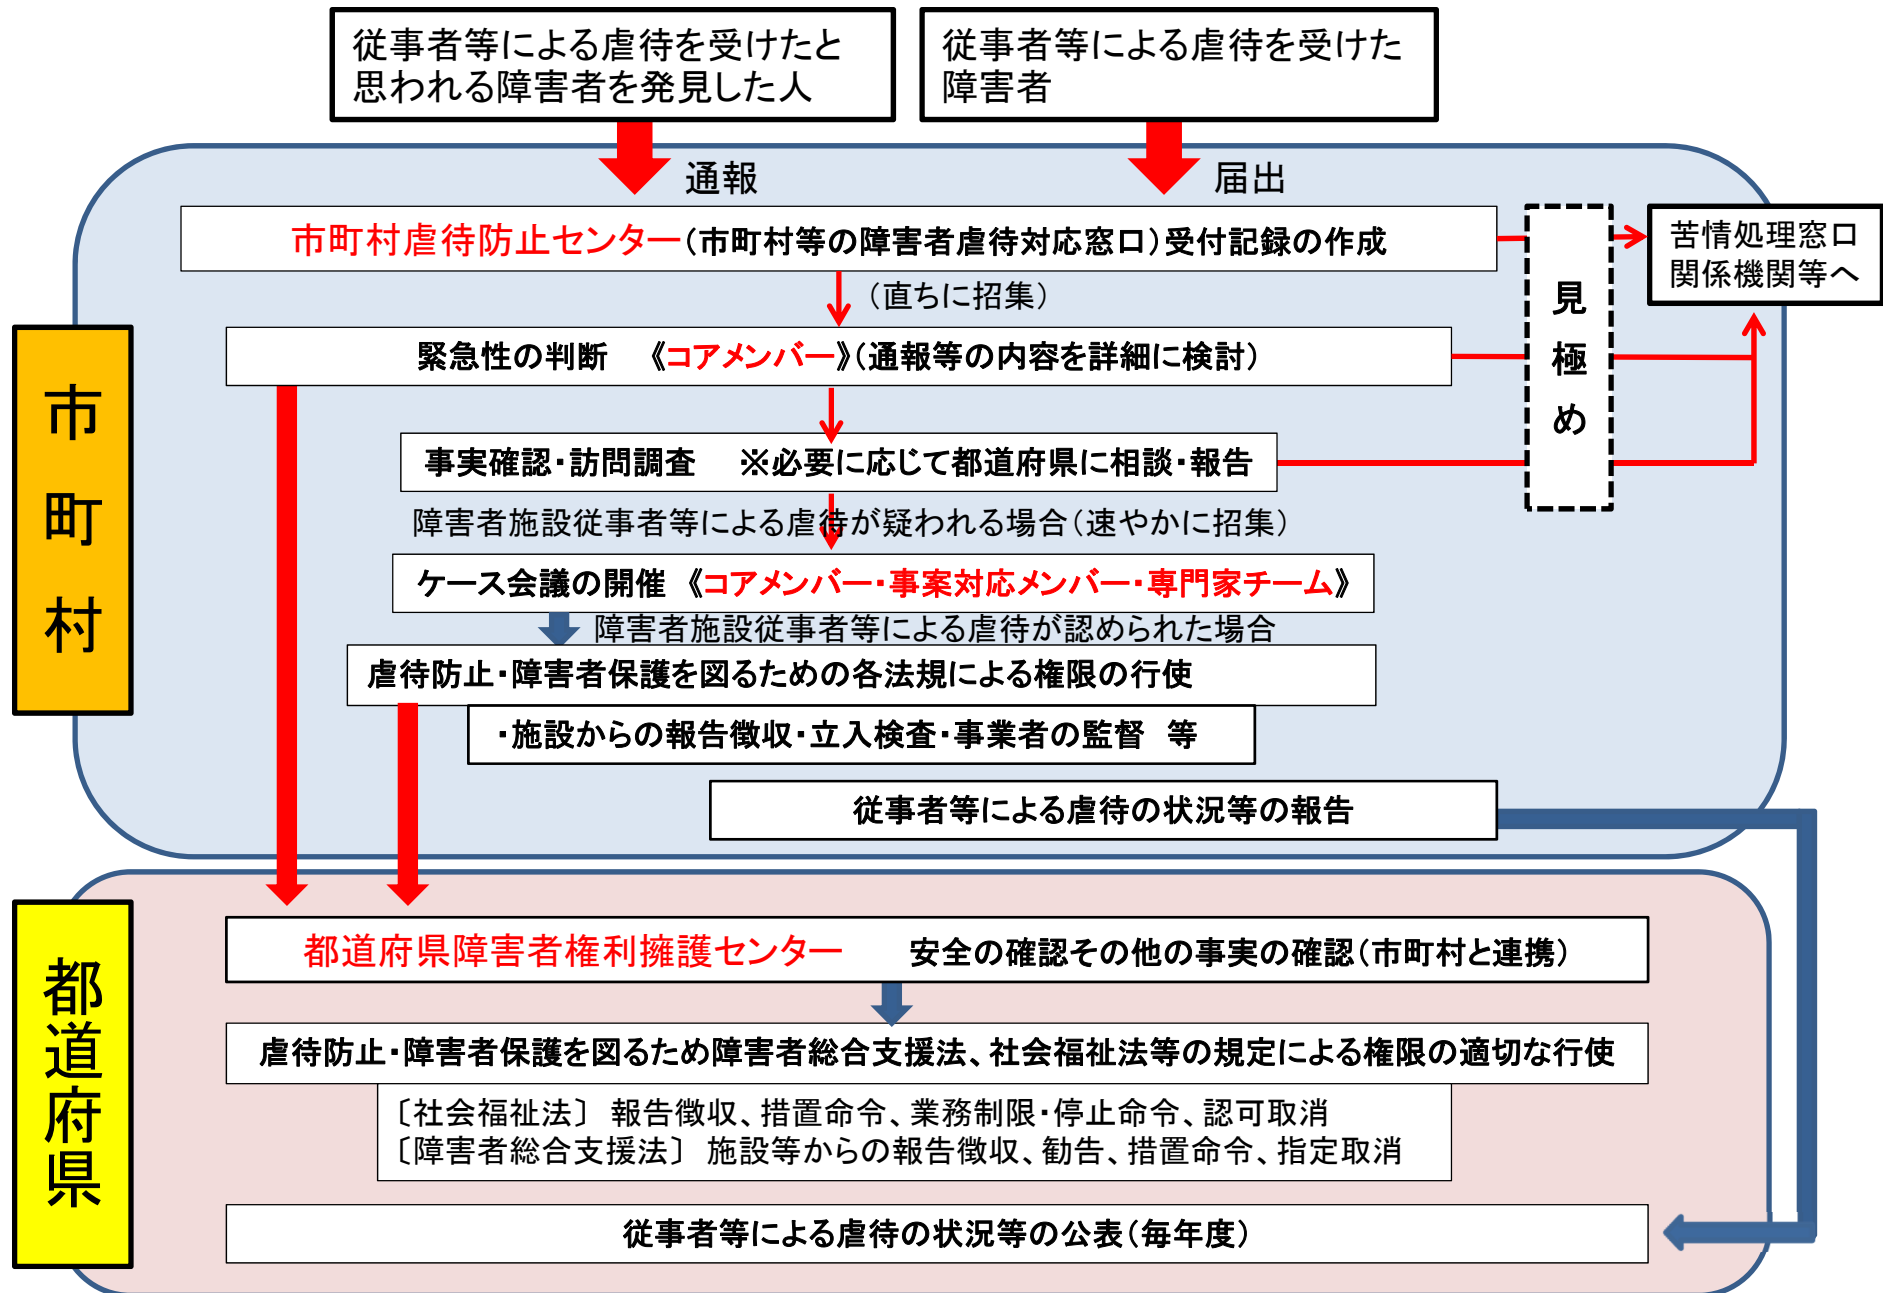 従事者等による虐待を受けたと
思われる障害者を発見した人
従事者等による虐待を受けた
障害者
通報
届出
市町村虐待防止センター(市町村等の障害者虐待対応窓口)受付記録の作成
見極め
苦情処理窓口
関係機関等へ
(直ちに招集)
緊急性の判断 《コアメンバー》(通報等の内容を詳細に検討)
市町村
事実確認・訪問調査 ※必要に応じて都道府県に相談・報告
障害者施設従事者等による虐待が疑われる場合(速やかに招集)
ケース会議の開催 《コアメンバー・事案対応メンバー・専門家チーム》
障害者施設従事者等による虐待が認められた場合
虐待防止・障害者保護を図るための各法規による権限の行使
・施設からの報告徴収・立入検査・事業者の監督 等
従事者等による虐待の状況等の報告
都道府県
都道府県障害者権利擁護センター 安全の確認その他の事実の確認(市町村と連携)
虐待防止・障害者保護を図るため障害者総合支援法、社会福祉法等の規定による権限の適切な行使
〔社会福祉法〕 報告徴収、措置命令、業務制限・停止命令、認可取消
〔障害者総合支援法〕 施設等からの報告徴収、勧告、措置命令、指定取消
従事者等による虐待の状況等の公表(毎年度)